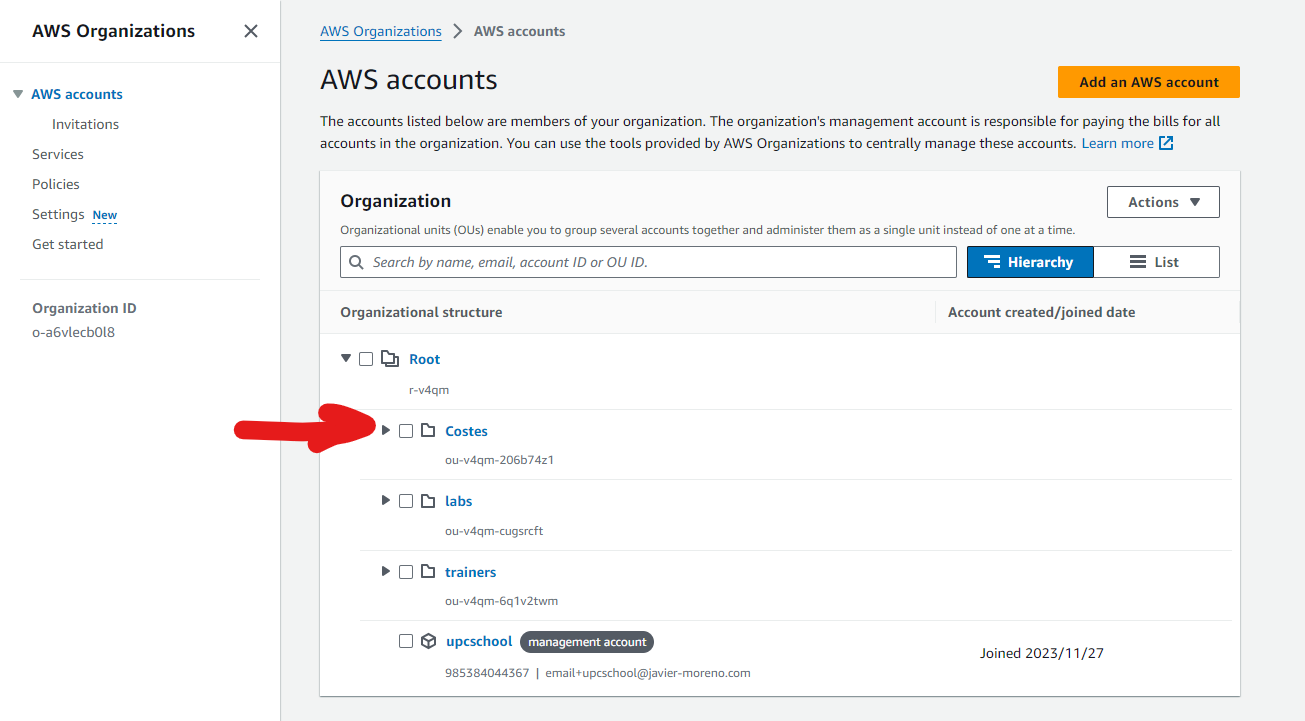 AWS Organizations
AWS accounts
Invitations
Services
Policies
Settings New
Get started
Organization ID
o-a6vlecb0l8
AWS Organizations > AWS accounts
AWS accounts
Add an AWS account
The accounts listed below are members of your organization. The organization's management account is responsible for paying the bills for all
accounts in the organization. You can use the tools provided by AWS Organizations to centrally manage these accounts. Learn more
Organization
Actions
Organizational units (OUs) enable you to group several accounts together and administer them as a single unit instead of one at a time.
Search by name, email, account ID or OU ID.
Hierarchy
List
Organizational structure
Account created/joined date
Root
r-v4qm
Costes
ou-v4qm-206b74z1
labs
ou-v4qm-cugsrcft
trainers
ou-v4qm-6q1v2twm
upcschool management account
Joined 2023/11/27
985384044367 | email+upcschool@javier-moreno.com